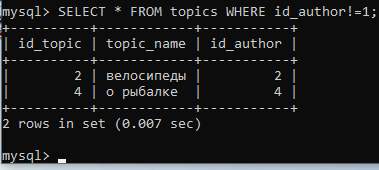 mysql> SELECT * FROM topics WHERE id_author!=1;
+----------+------------+-----------+
| id_topic | topic_name | id_author |
+----------+------------+-----------+
|        2 | велосипеды |         2 |
|        4 | о рыбалке  |         4 |
+----------+------------+-----------+
2 rows in set (0.007 sec)
mysql> _